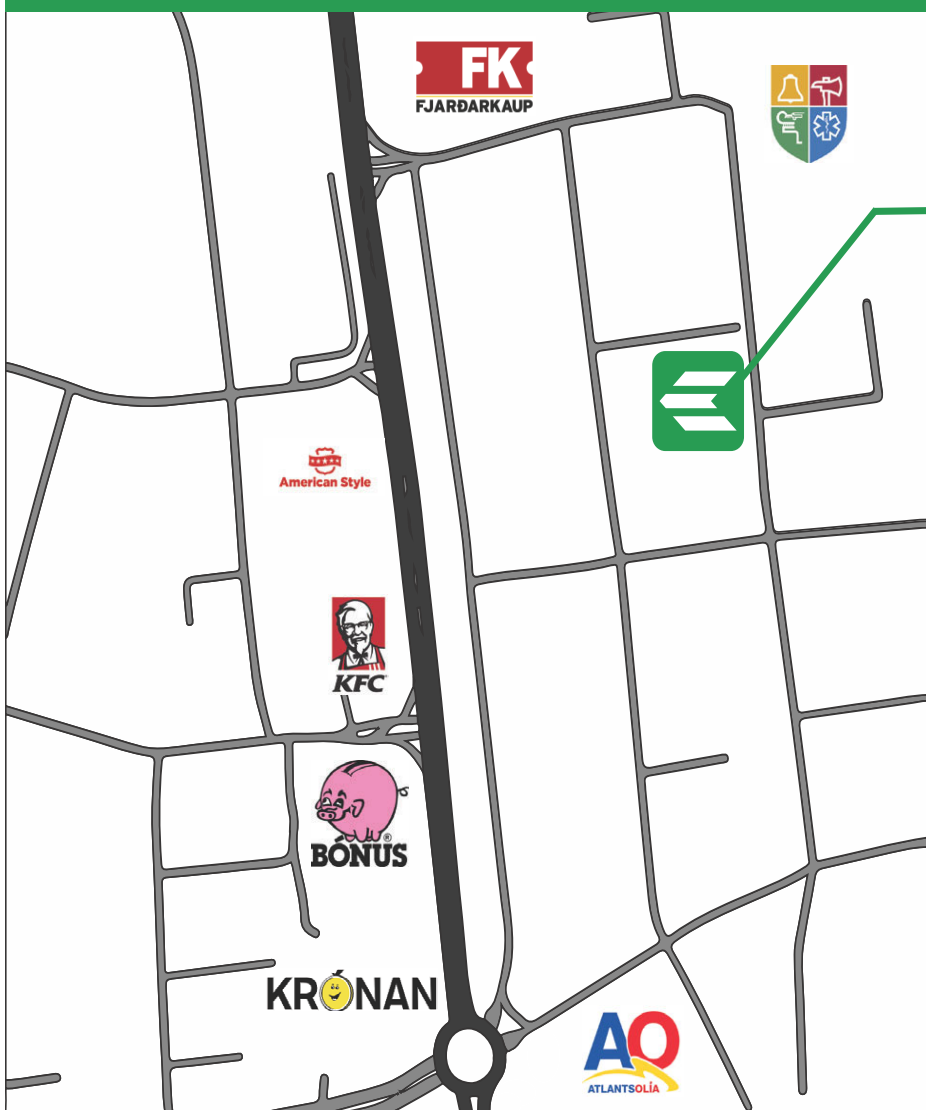 FK
FJARÐARKAUP
American Style
KFC
BÓNUS
®
KRÓNAN
AO
ATLANTSOLÍA